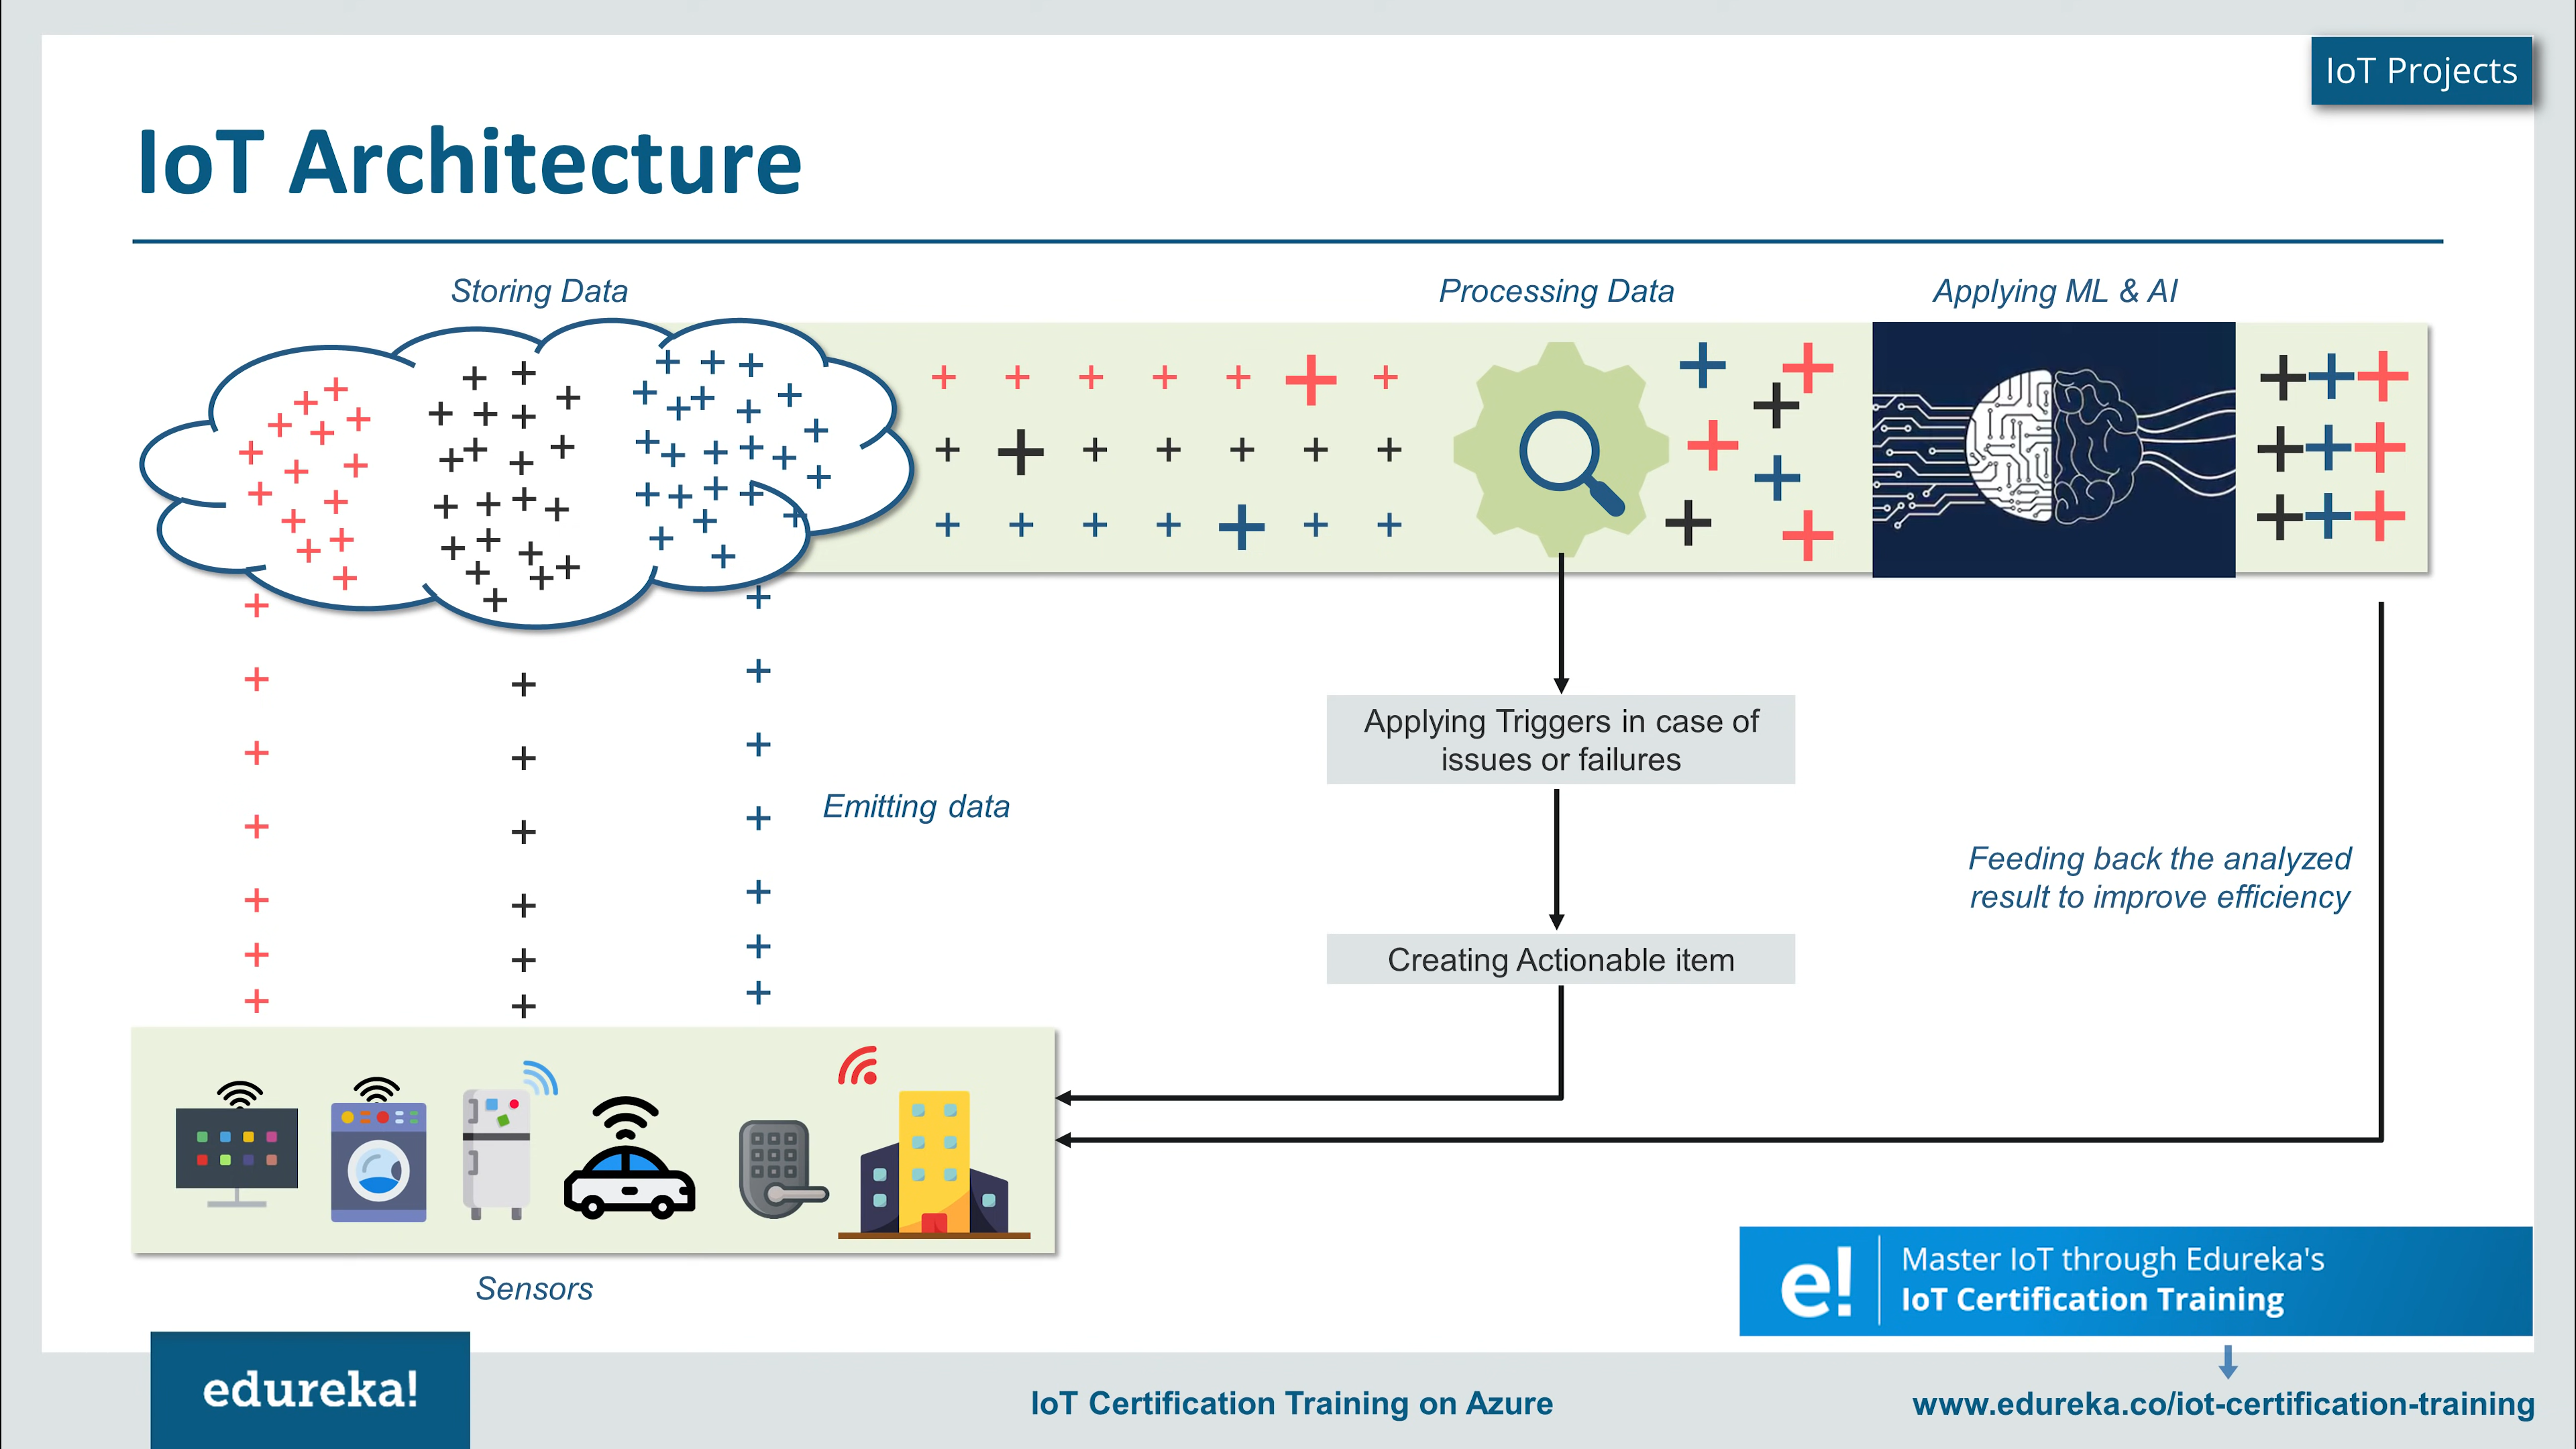 IoT Projects
IoT Architecture
Storing Data
Processing Data
Applying ML & AI
Applying Triggers in case of
issues or failures
Emitting data
Feeding back the analyzed
result to improve efficiency
Creating Actionable item
Sensors
e!
Master IoT through Edureka's
IoT Certification Training
edureka!
IoT Certification Training on Azure
www.edureka.co/iot-certification-training